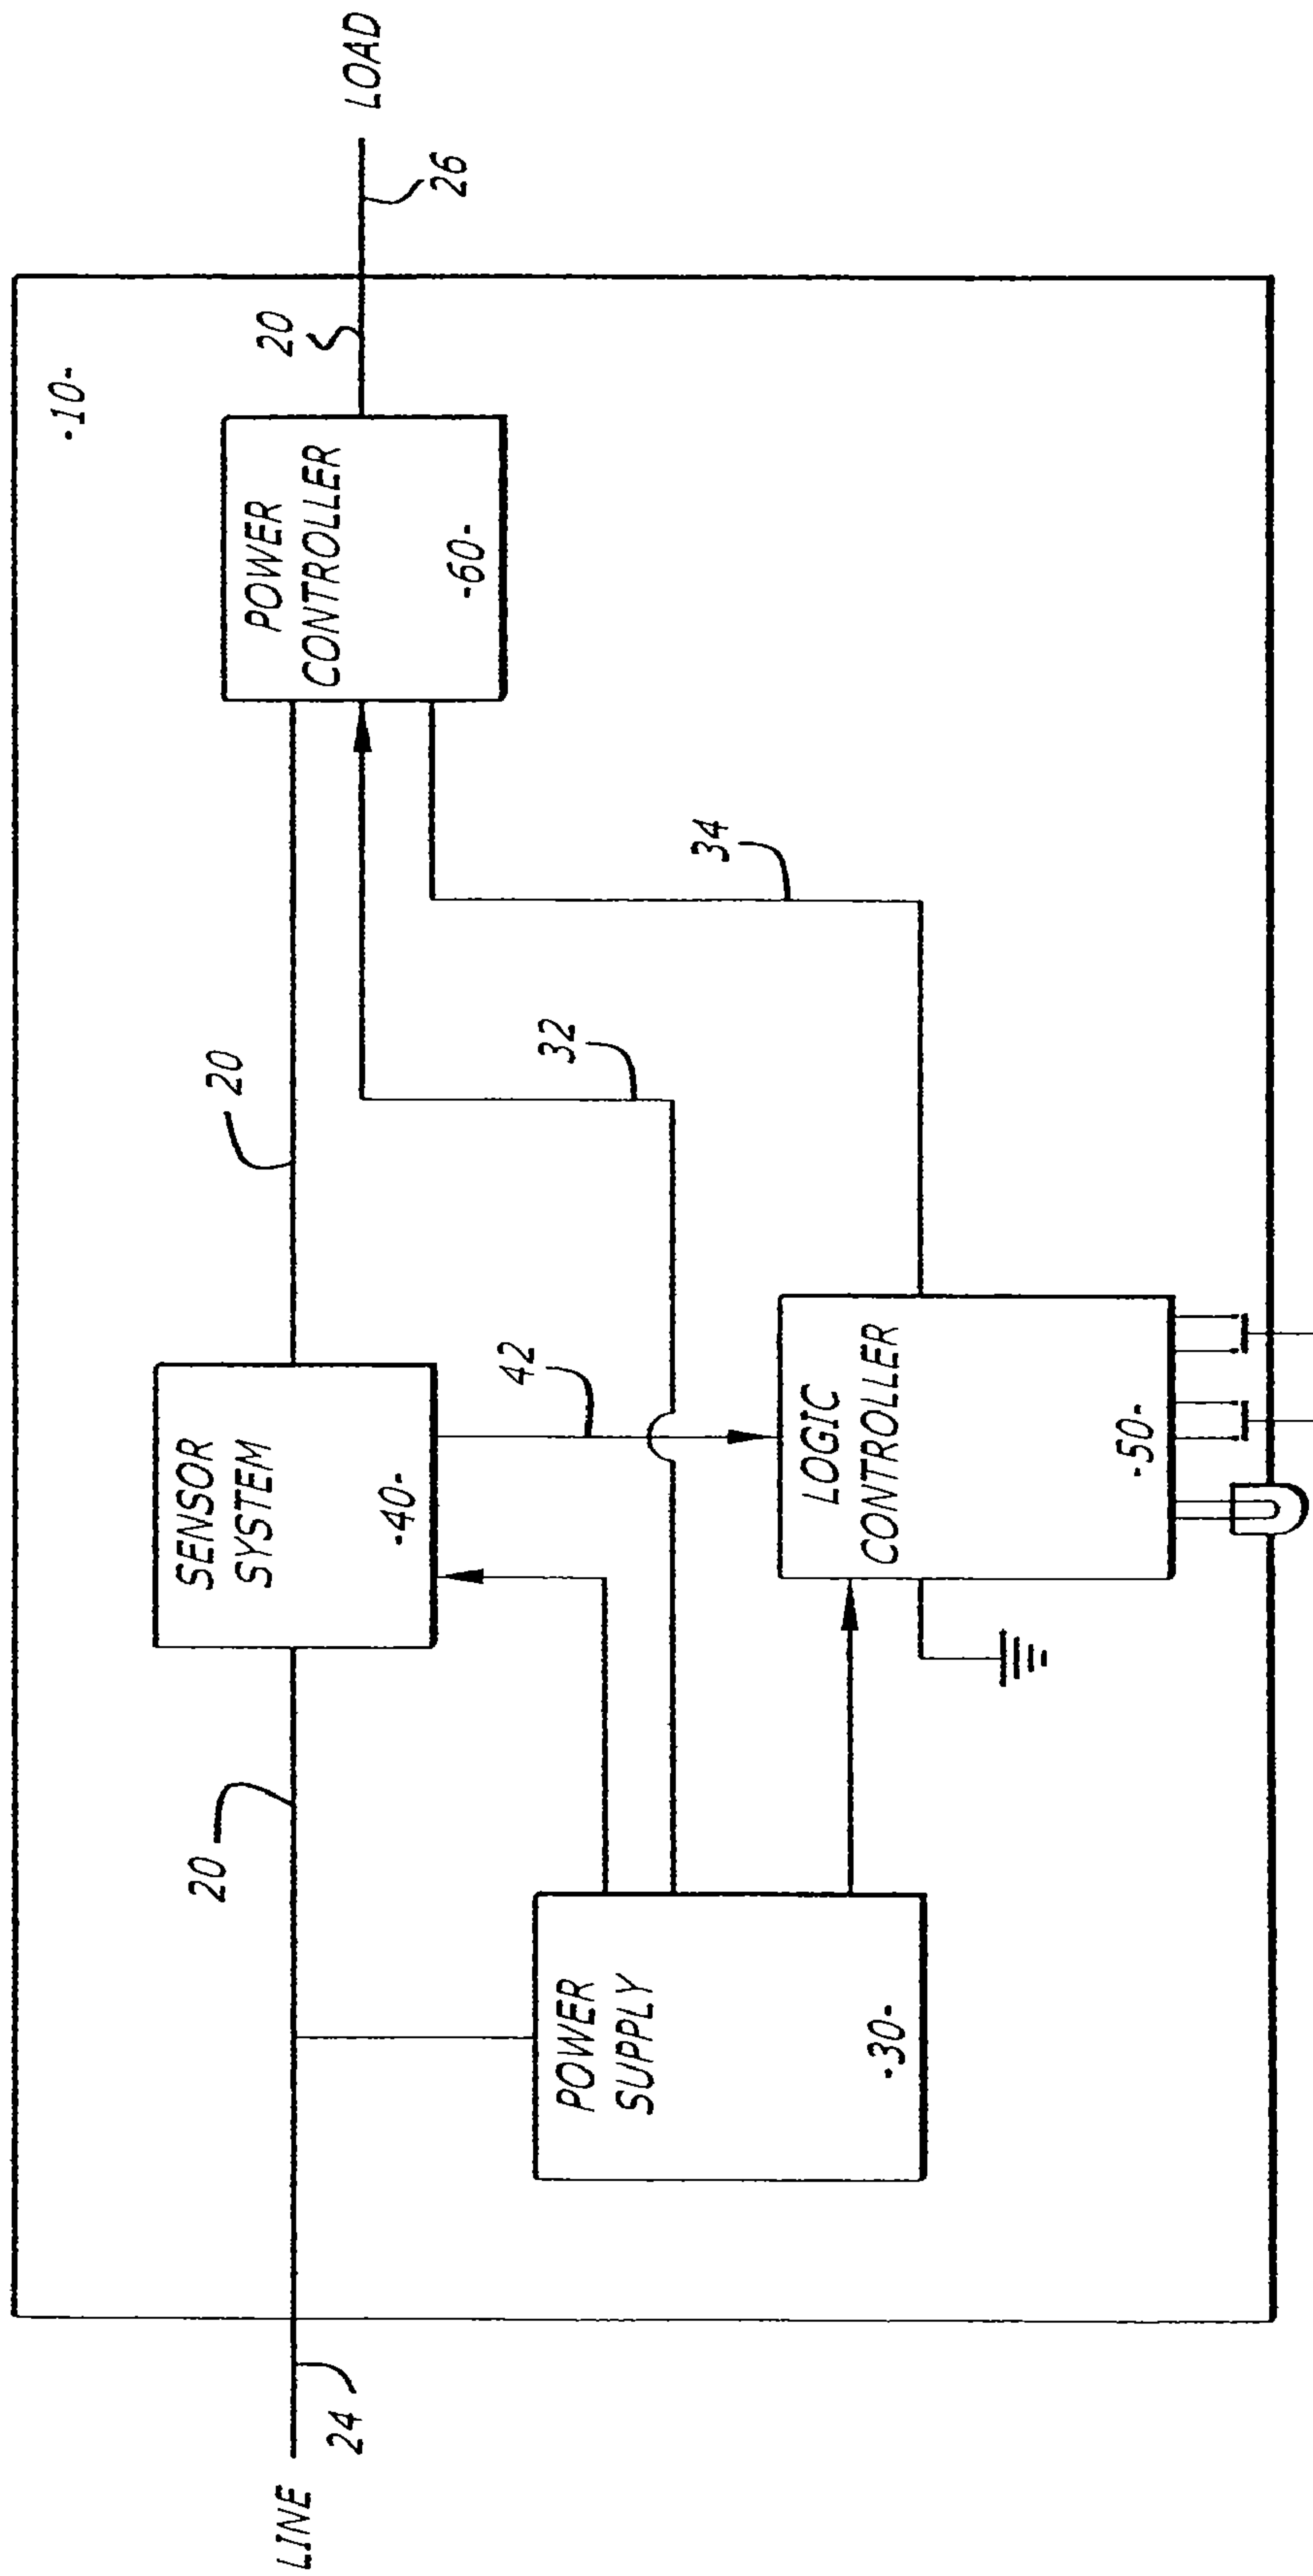 -10-
LINE
24
20
SENSOR
SYSTEM
-40-
20
POWER
CONTROLLER
-60-
20
26
LOAD
POWER
SUPPLY
-30-
42
32
34
LOGIC
CONTROLLER
-50-